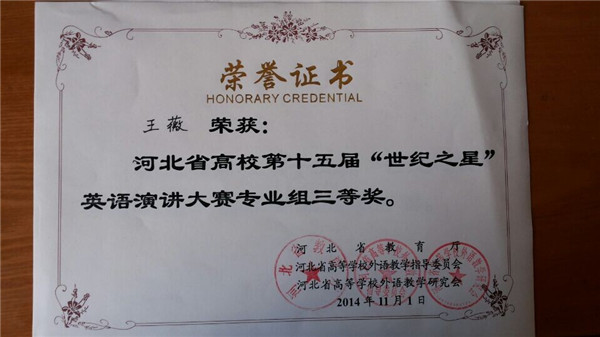 荣誉证书
HONORARY CREDENTIAL
王薇 荣获：
河北省高校第十五届“世纪之星”
英语演讲大赛专业组三等奖。
河北省教育厅
河北省高等学校外语教学指导委员会
河北省高等学校外语教学研究会
2014年11月1日